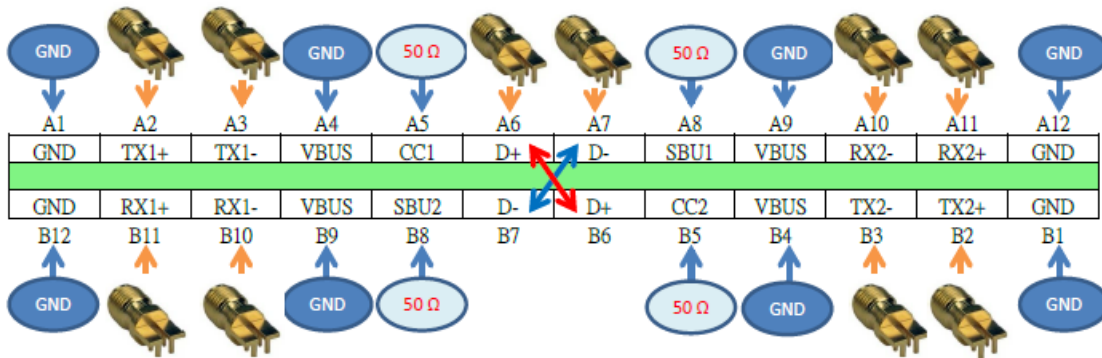 GND GND 50 Ω 50 Ω GND GND
A1 A2 A3 A4 A5 A6 A7 A8 A9 A10 A11 A12
GND TX1+ TX1- VBUS CC1 D+ D- SBU1 VBUS RX2- RX2+ GND
GND RX1+ RX1- VBUS SBU2 D- D+ CC2 VBUS TX2- TX2+ GND
B12 B11 B10 B9 B8 B7 B6 B5 B4 B3 B2 B1
GND GND 50 Ω 50 Ω GND GND